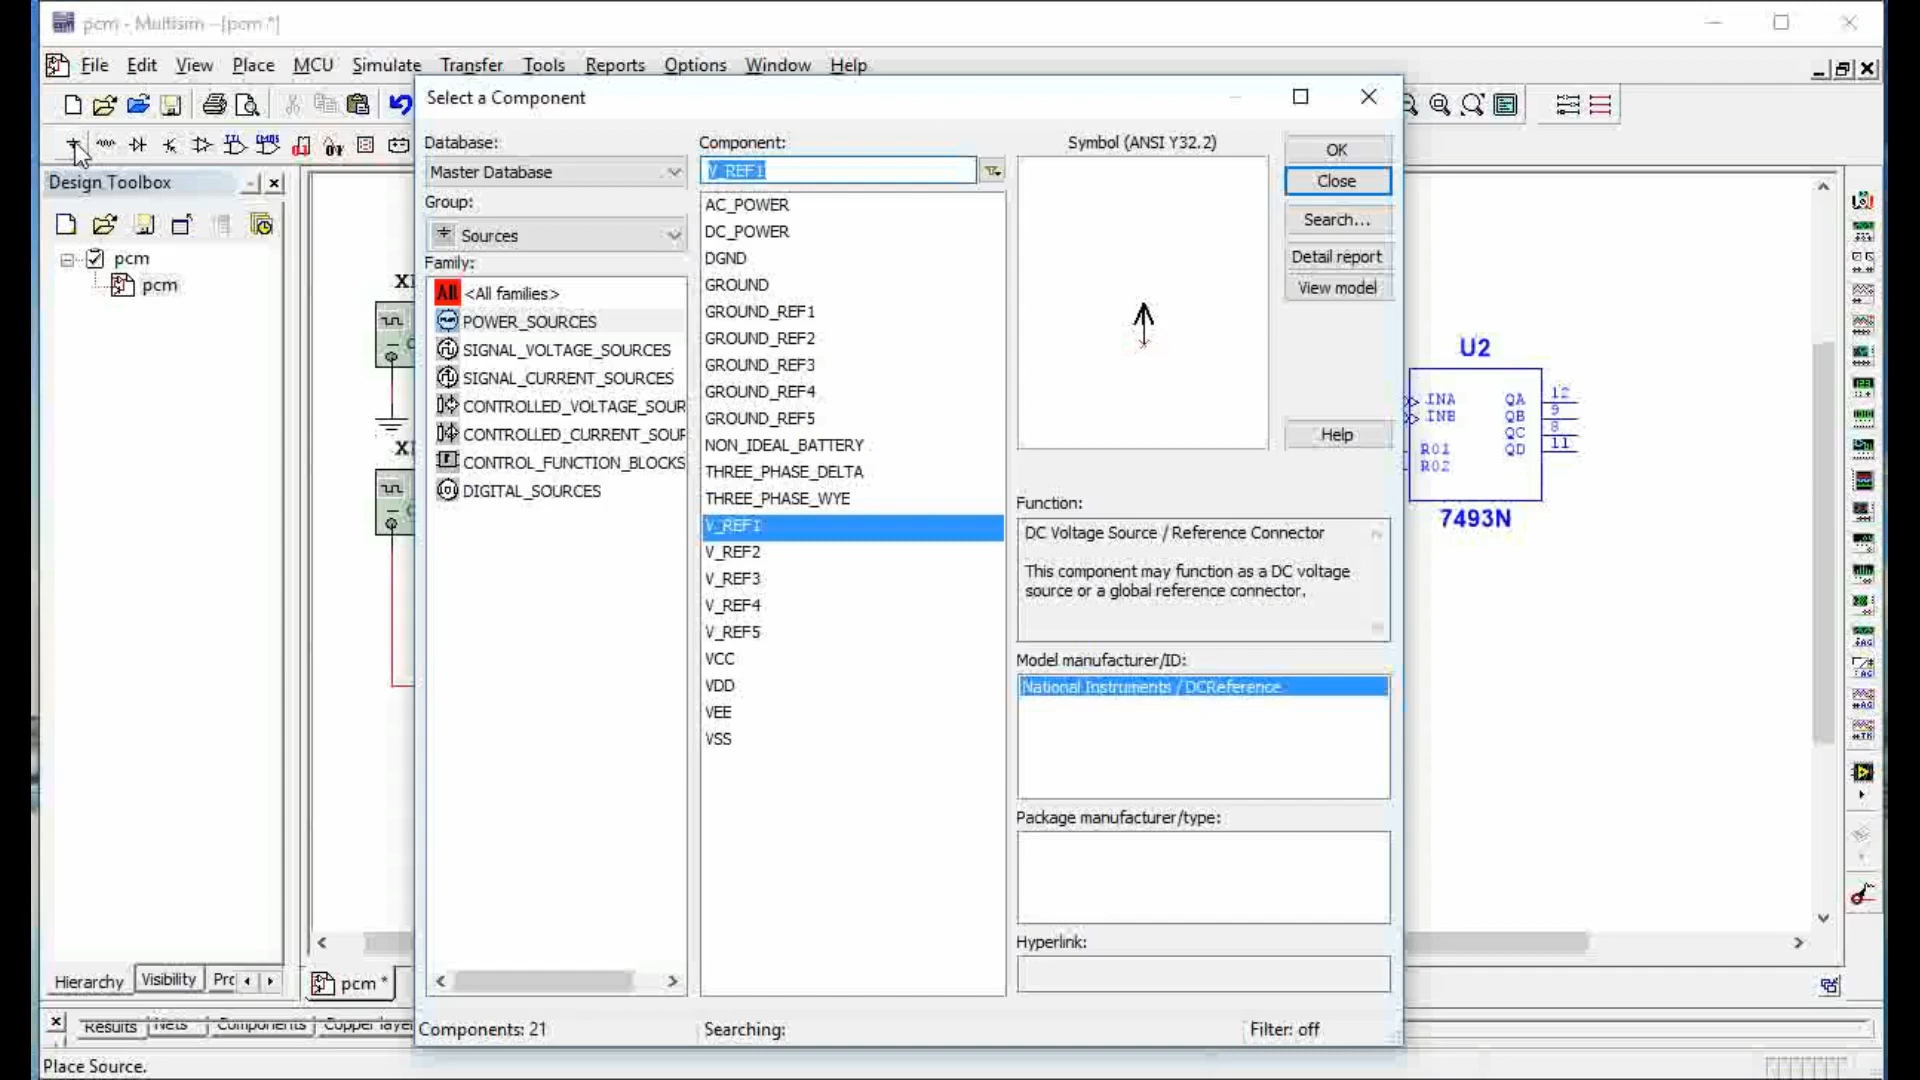 pcm - Multisim - [pcm *]
File Edit View Place MCU Simulate Transfer Tools Reports Options Window Help
Select a Component
Design Toolbox
pcm
pcm
Hierarchy Visibility
pcm *
Database:
Master Database
Group:
Sources
Family:
All <All families>
POWER_SOURCES
SIGNAL_VOLTAGE_SOURCES
SIGNAL_CURRENT_SOURCES
CONTROLLED_VOLTAGE_SOUR
CONTROLLED_CURRENT_SOUR
CONTROL_FUNCTION_BLOCKS
DIGITAL_SOURCES
Component:
V_REF1
AC_POWER
DC_POWER
DGND
GROUND
GROUND_REF1
GROUND_REF2
GROUND_REF3
GROUND_REF4
GROUND_REF5
NON_IDEAL_BATTERY
THREE_PHASE_DELTA
THREE_PHASE_WYE
V_REF1
V_REF2
V_REF3
V_REF4
V_REF5
VCC
VDD
VEE
VSS
Symbol (ANSI Y32.2)
OK
Close
Search...
Detail report
View model
Help
Function:
DC Voltage Source / Reference Connector
This component may function as a DC voltage
source or a global reference connector.
Model manufacturer/ID:
National Instruments / DCReference
Package manufacturer/type:
Hyperlink:
Components: 21
Searching:
Filter: off
U2
INA QA 12
INB QB 9
QC 8
R01 QD 11
R02
7493N
Results Nets Components Copper layer
Place Source.